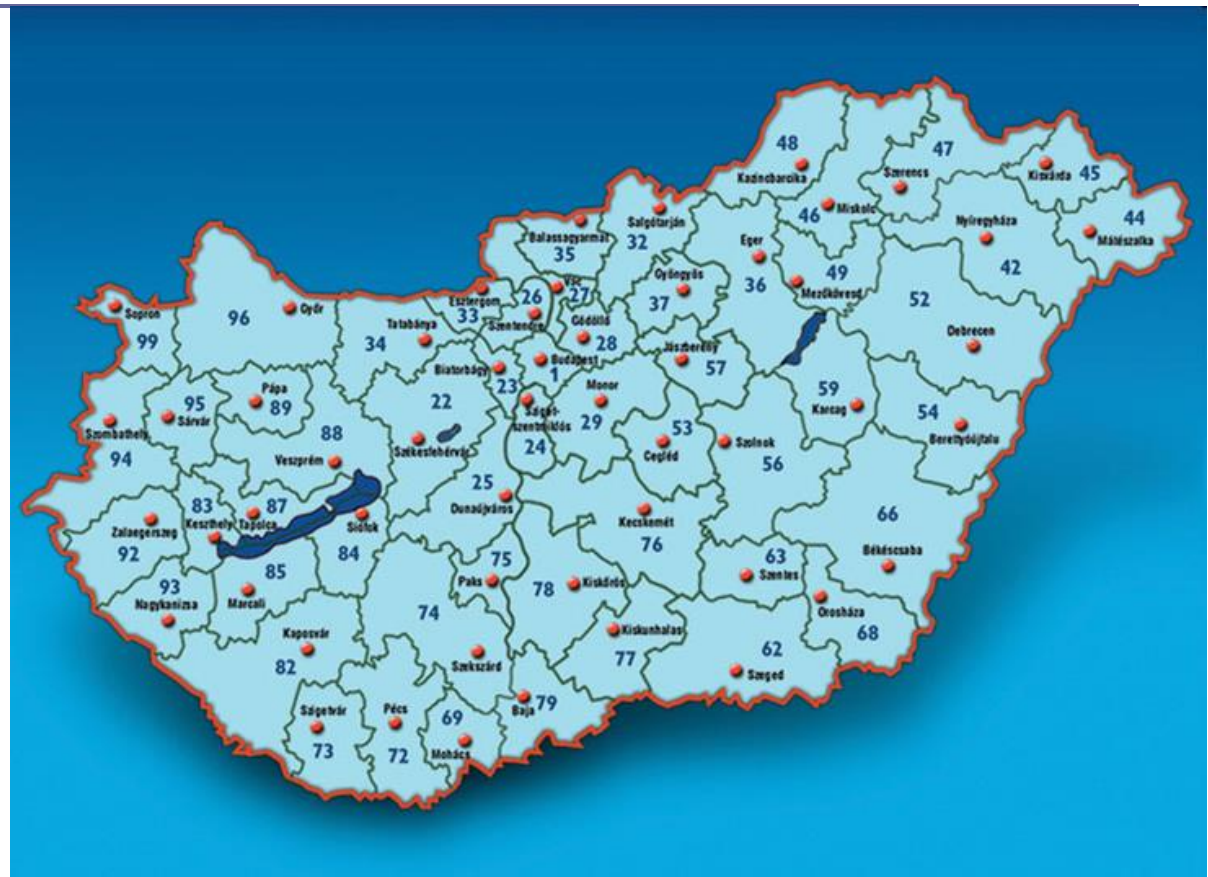 48
Kazincbarcika
47
Szerencs
Kisvárda
45
Salgótarján
32
46
Miskolc
44
Mátészalka
Balassagyarmat
35
Nyíregyháza
42
Eger
36
49
Mezőkövesd
Gyöngyös
37
52
Debrecen
Esztergom
33
26
Vác
27
Szentendre
Gödöllő
28
Sopron
99
96
Győr
Tatabánya
34
Biatorbágy
23
Budapest
1
Jászberény
57
59
Karcag
54
Berettyóújfalu
Pápa
89
95
Sárvár
22
Monor
29
Sziget-
szentmiklós
24
53
Cegléd
Szolnok
56
Szombathely
94
88
Veszprém
Székesfehérvár
25
Dunaújváros
83
Keszthely
87
Tapolca
Siófok
84
Zalaegerszeg
92
Kecskemét
76
66
Békéscsaba
93
Nagykanizsa
85
Marcali
75
Paks
78
Kiskőrös
63
Szentes
Orosháza
68
74
Kaposvár
82
Szekszárd
Kiskunhalas
77
62
Szeged
Szigetvár
73
Pécs
72
69
Mohács
Baja
79